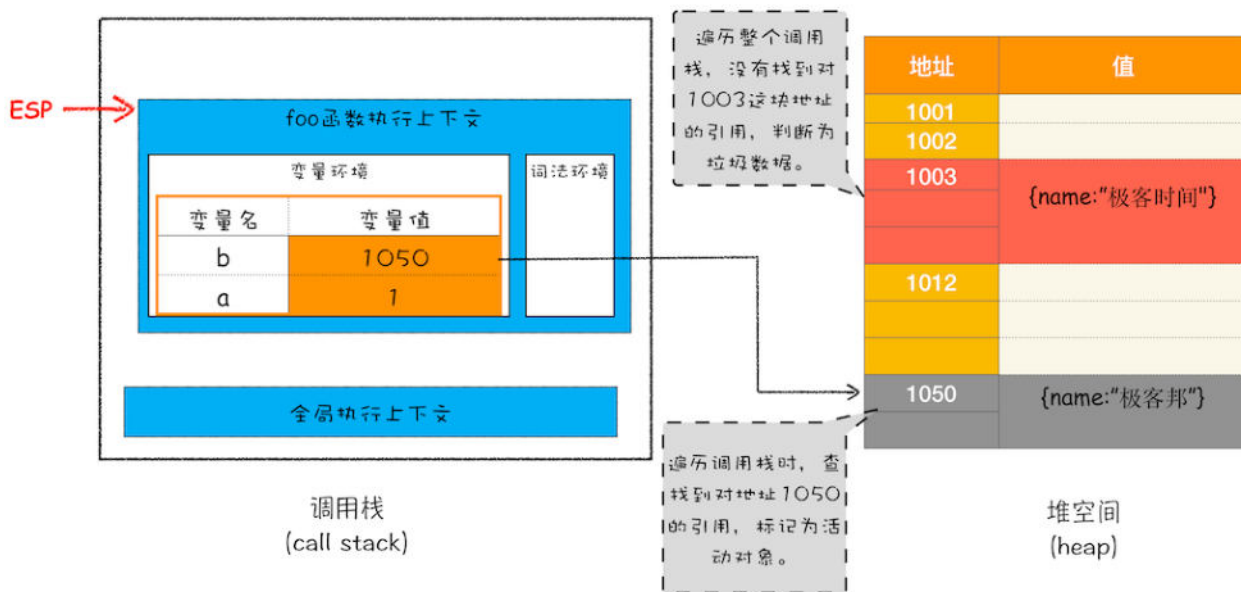 ESP
foo函数执行上下文
变量环境
词法环境
变量名
变量值
b
1050
a
1
全局执行上下文
调用栈
(call stack)
遍历整个调用
栈，没有找到对
1003这块地址
的引用，判断为
垃圾数据。
地址
值
1001
1002
1003
{name:"极客时间"}
1012
1050
{name:"极客邦"}
遍历调用栈时，查
找到对地址1050
的引用，标记为活
动对象。
堆空间
(heap)